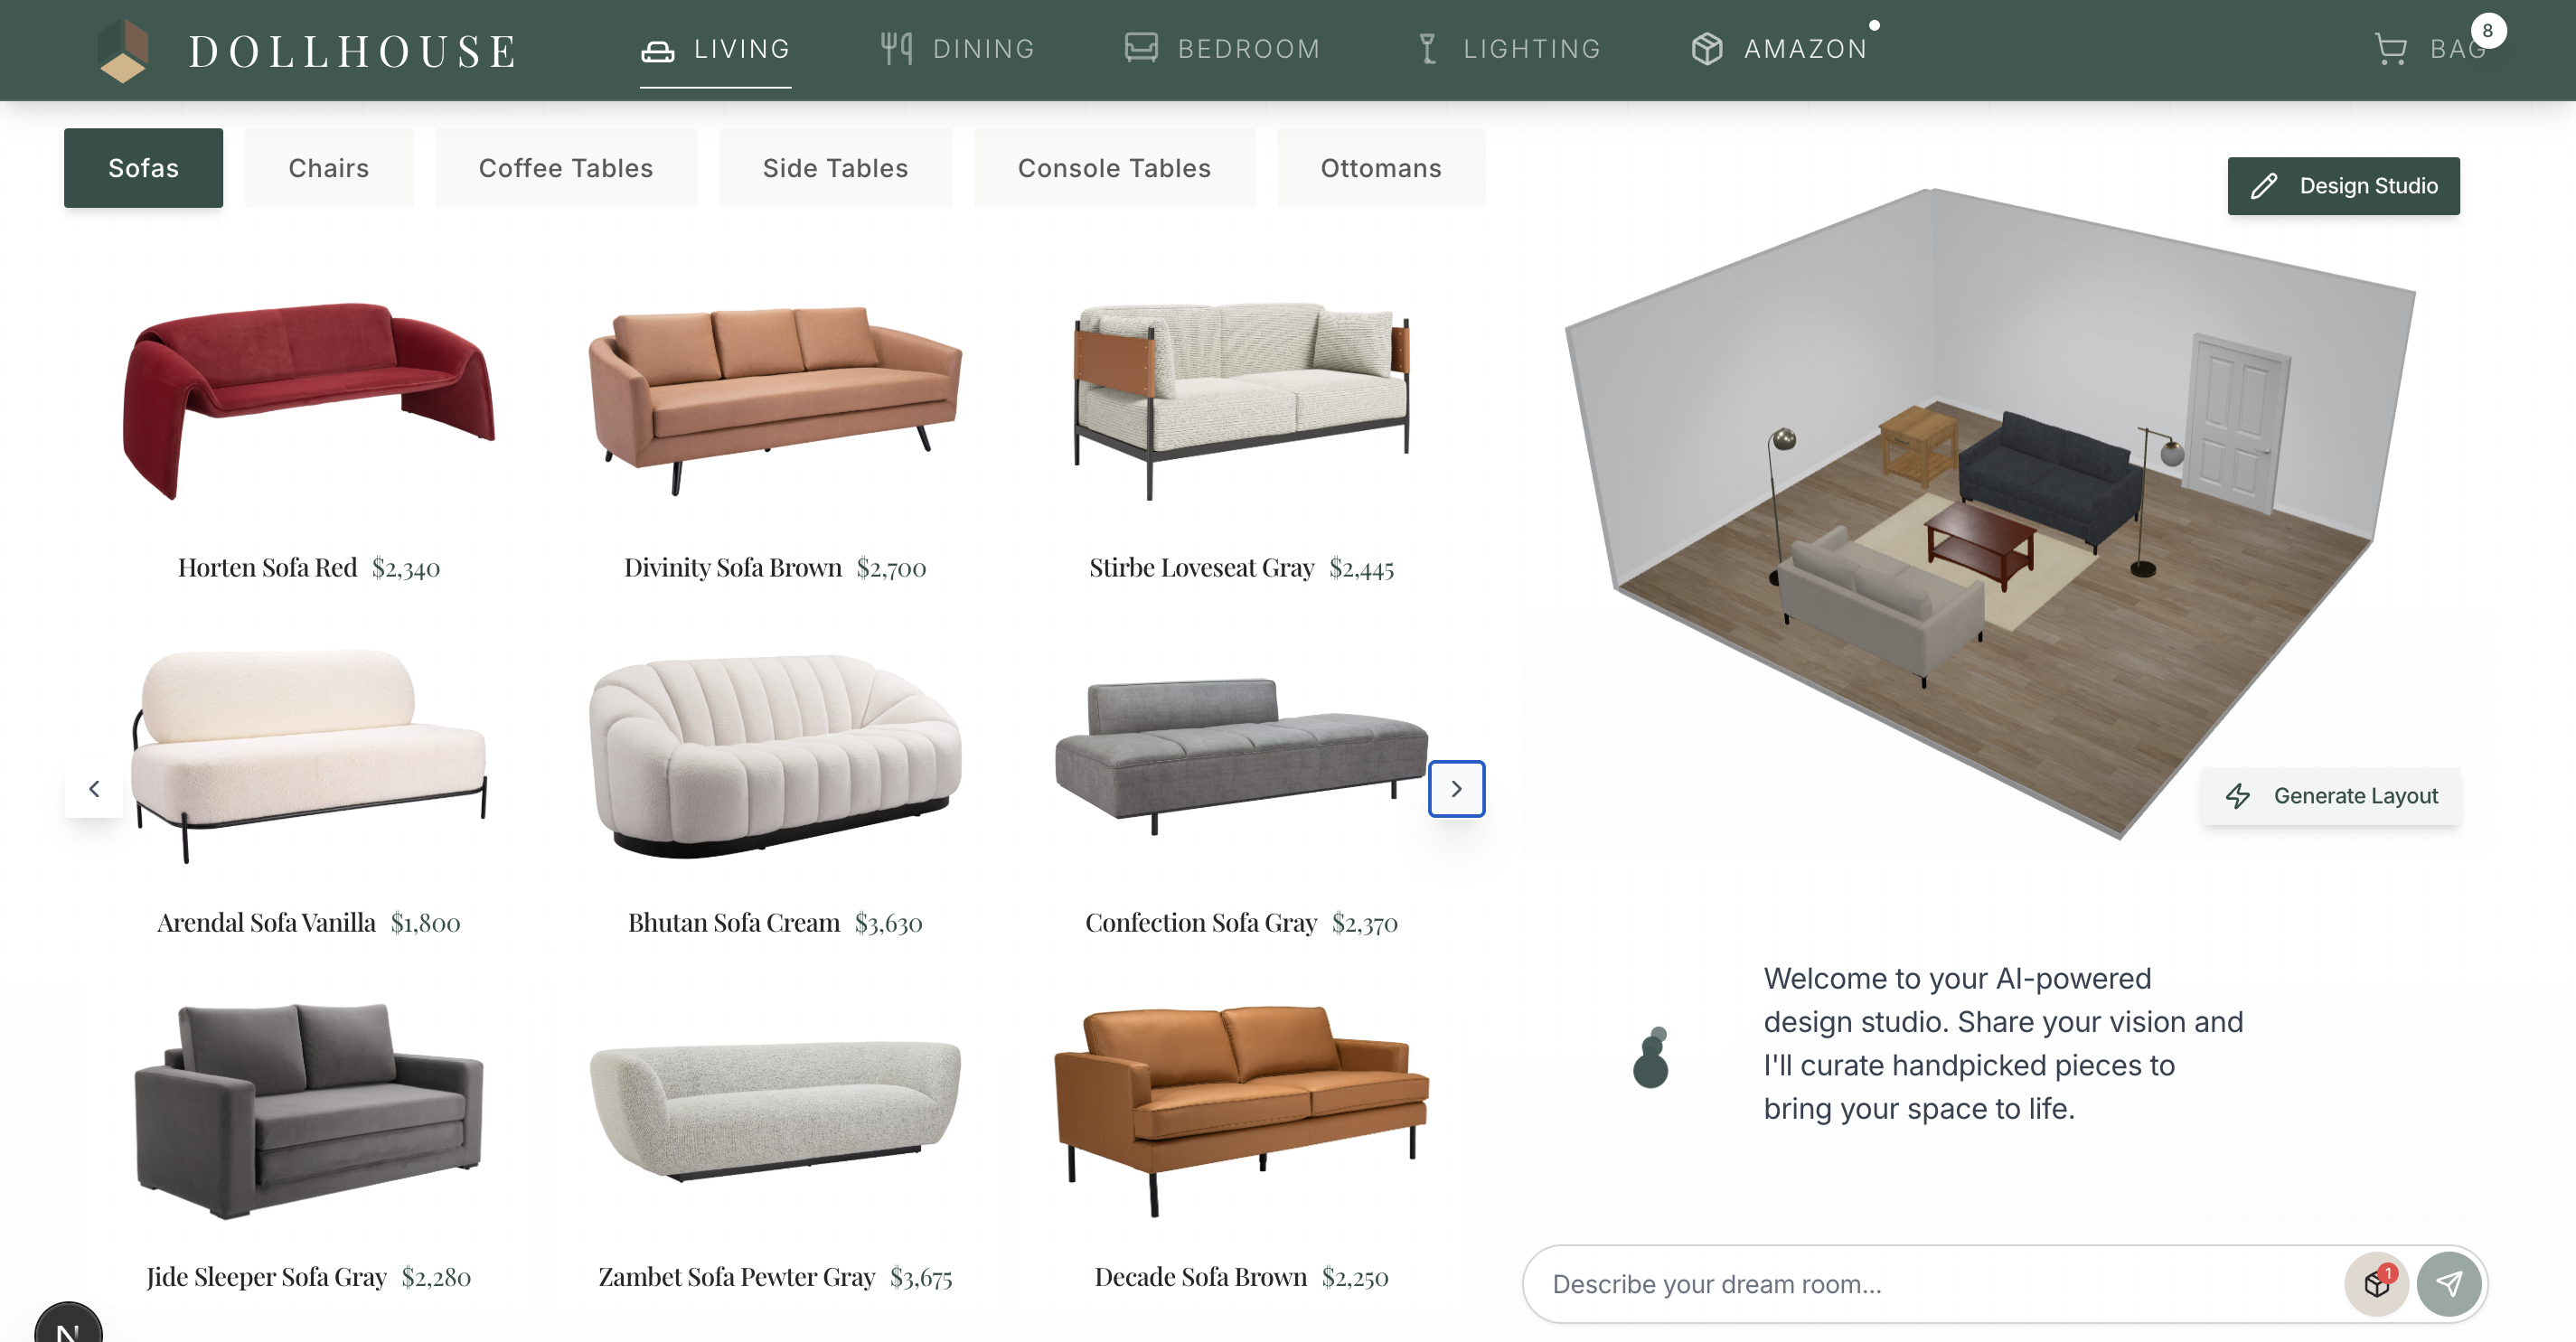 DOLLHOUSE
LIVING
DINING
BEDROOM
LIGHTING
AMAZON
BAG
8
Sofas
Chairs
Coffee Tables
Side Tables
Console Tables
Ottomans
Design Studio
Horten Sofa Red $2,340
Divinity Sofa Brown $2,700
Stirbe Loveseat Gray $2,445
Arendal Sofa Vanilla $1,800
Bhutan Sofa Cream $3,630
Confection Sofa Gray $2,370
Jide Sleeper Sofa Gray $2,280
Zambet Sofa Pewter Gray $3,675
Decade Sofa Brown $2,250
Generate Layout
Welcome to your AI-powered
design studio. Share your vision and
I'll curate handpicked pieces to
bring your space to life.
Describe your dream room...
1
N